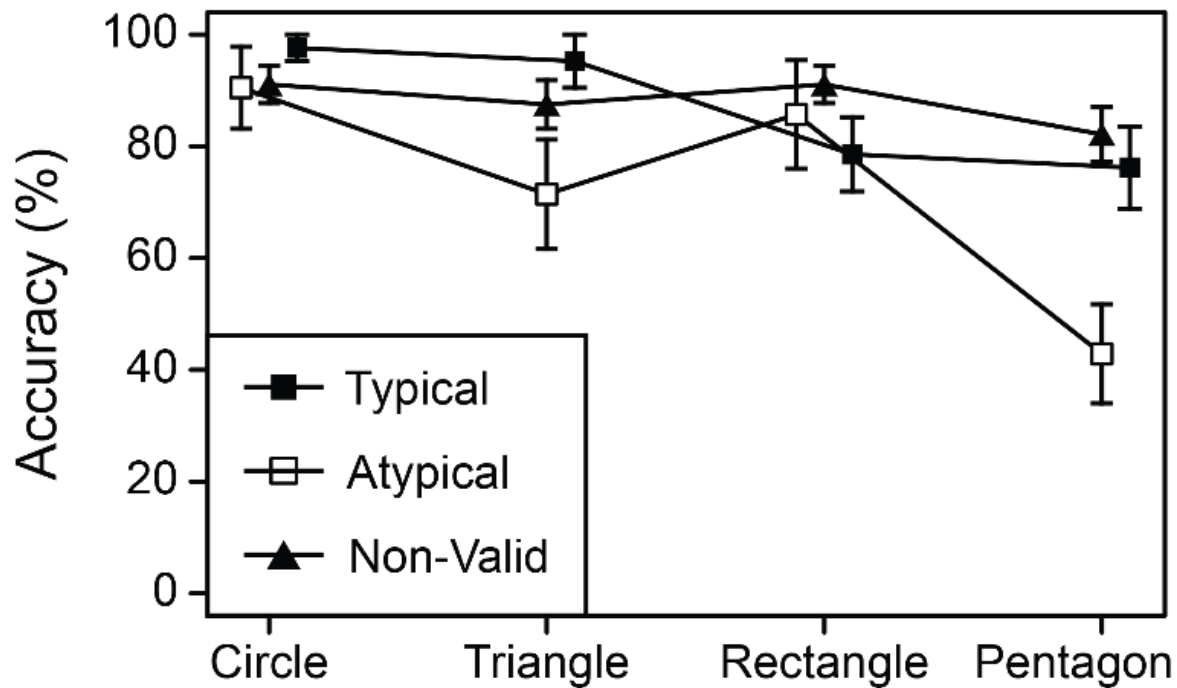 Accuracy (%)
100
80
60
40
20
0
Typical
Atypical
Non-Valid
Circle Triangle Rectangle Pentagon